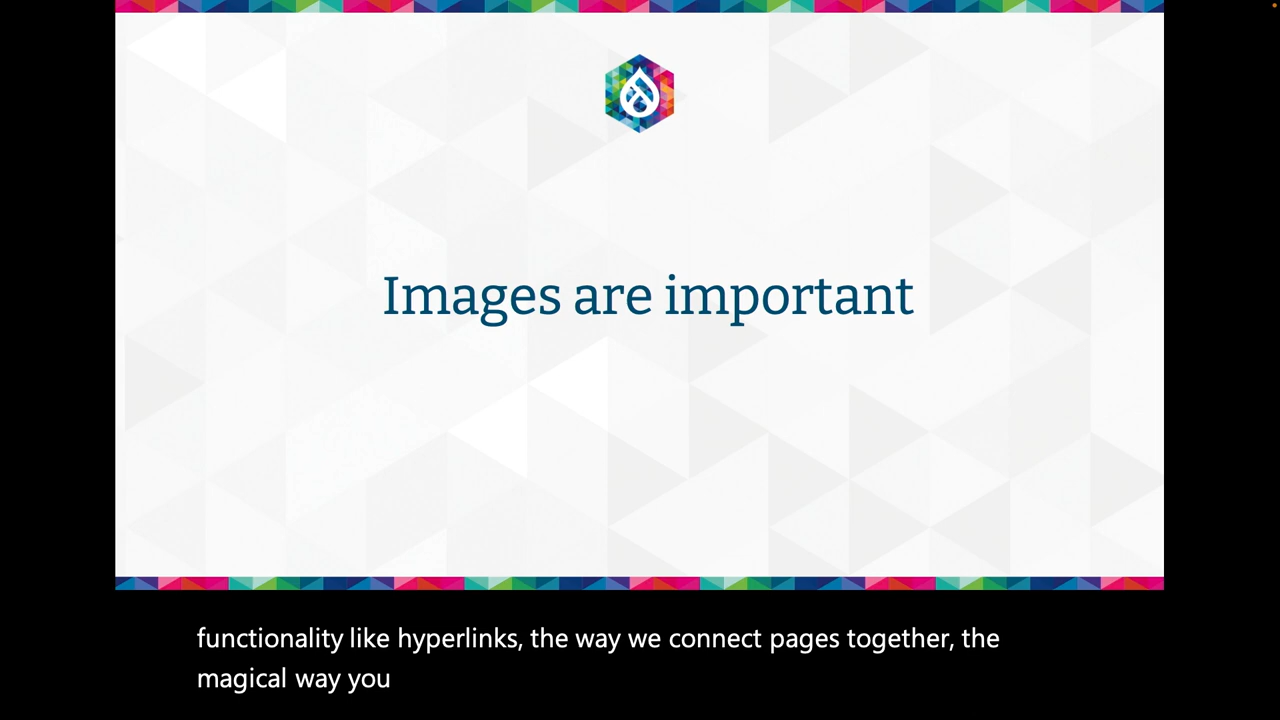 Images are important
functionality like hyperlinks, the way we connect pages together, the
magical way you